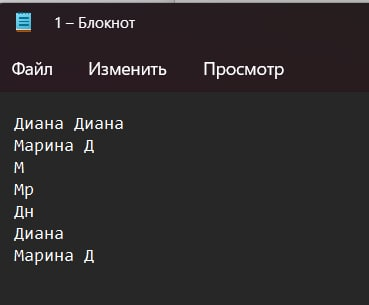 1 – Блокнот
Файл Изменить Просмотр
Диана Диана
Марина Д
М
Мр
Дн
Диана
Марина Д